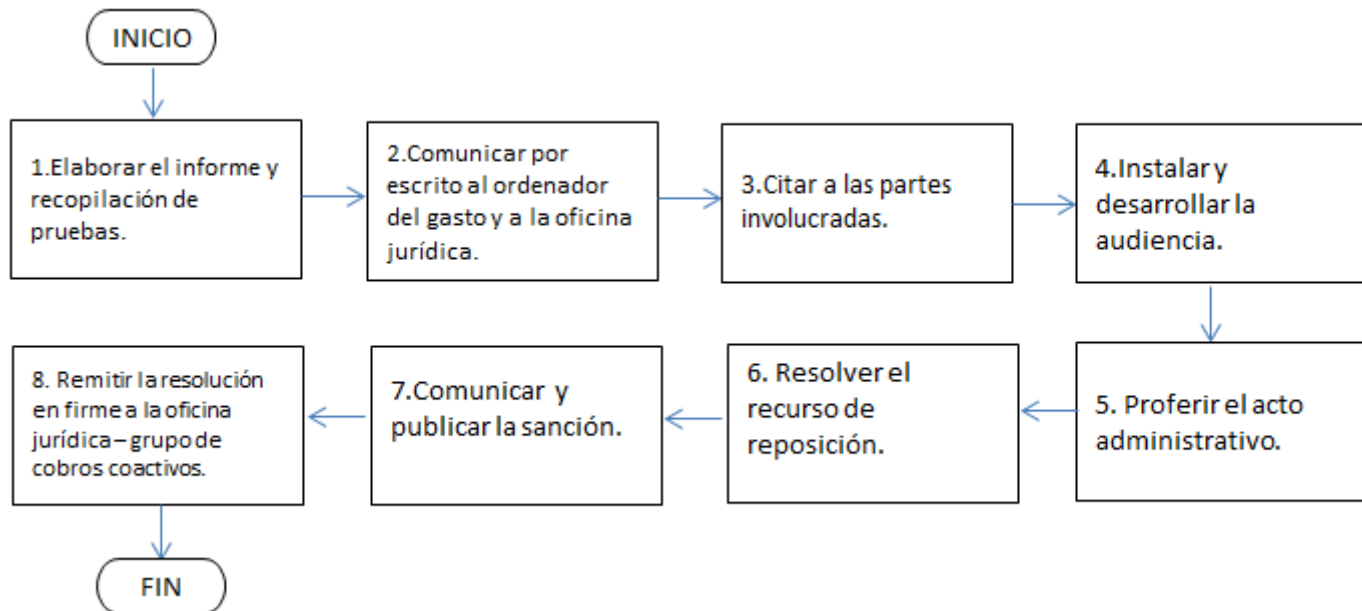 INICIO
1.Elaborar el informe y
recopilación de
pruebas.
2.Comunicar por
escrito al ordenador
del gasto y a la oficina
jurídica.
3.Citar a las partes
involucradas.
4.Instalar y
desarrollar la
audiencia.
5. Proferir el acto
administrativo.
6. Resolver el
recurso de
reposición.
7.Comunicar y
publicar la sanción.
8. Remitir la resolución
en firme a la oficina
jurídica – grupo de
cobros coactivos.
FIN